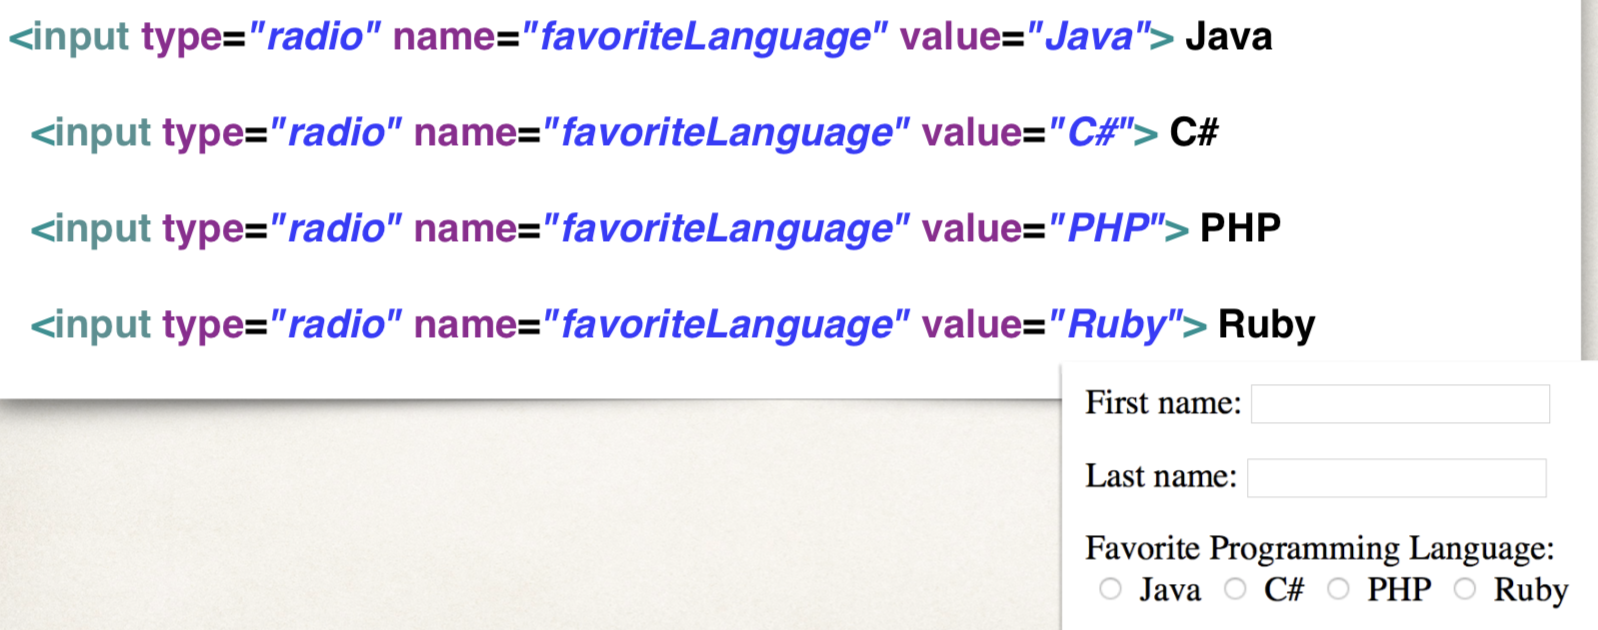 <input type="radio" name="favoriteLanguage" value="Java"> Java
<input type="radio" name="favoriteLanguage" value="C#"> C#
<input type="radio" name="favoriteLanguage" value="PHP"> PHP
<input type="radio" name="favoriteLanguage" value="Ruby"> Ruby
First name:
Last name:
Favorite Programming Language:
Java C# PHP Ruby